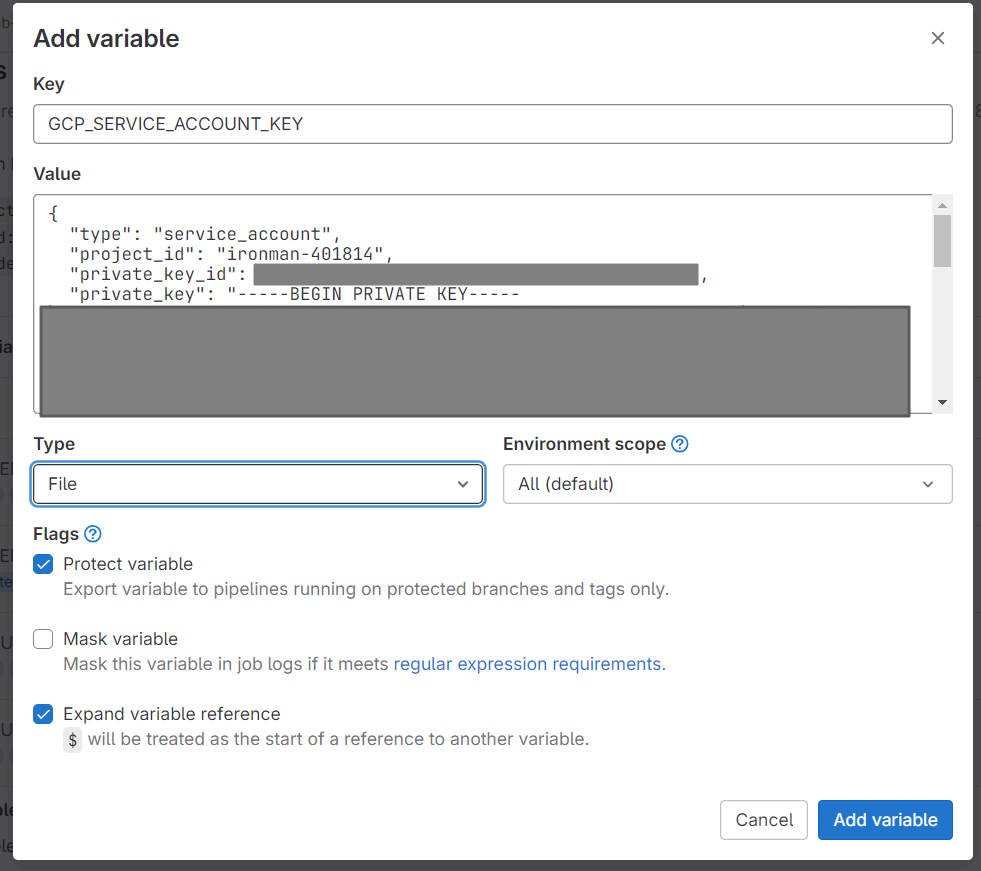 Add variable
Key
GCP_SERVICE_ACCOUNT_KEY
Value
{
"type": "service_account",
"project_id": "ironman-401814",
"private_key_id": ,
"private_key": "-----BEGIN PRIVATE KEY-----
Type
Environment scope ?
File
All (default)
Flags ?
Protect variable
Export variable to pipelines running on protected branches and tags only.
Mask variable
Mask this variable in job logs if it meets regular expression requirements.
Expand variable reference
$ will be treated as the start of a reference to another variable.
Cancel
Add variable